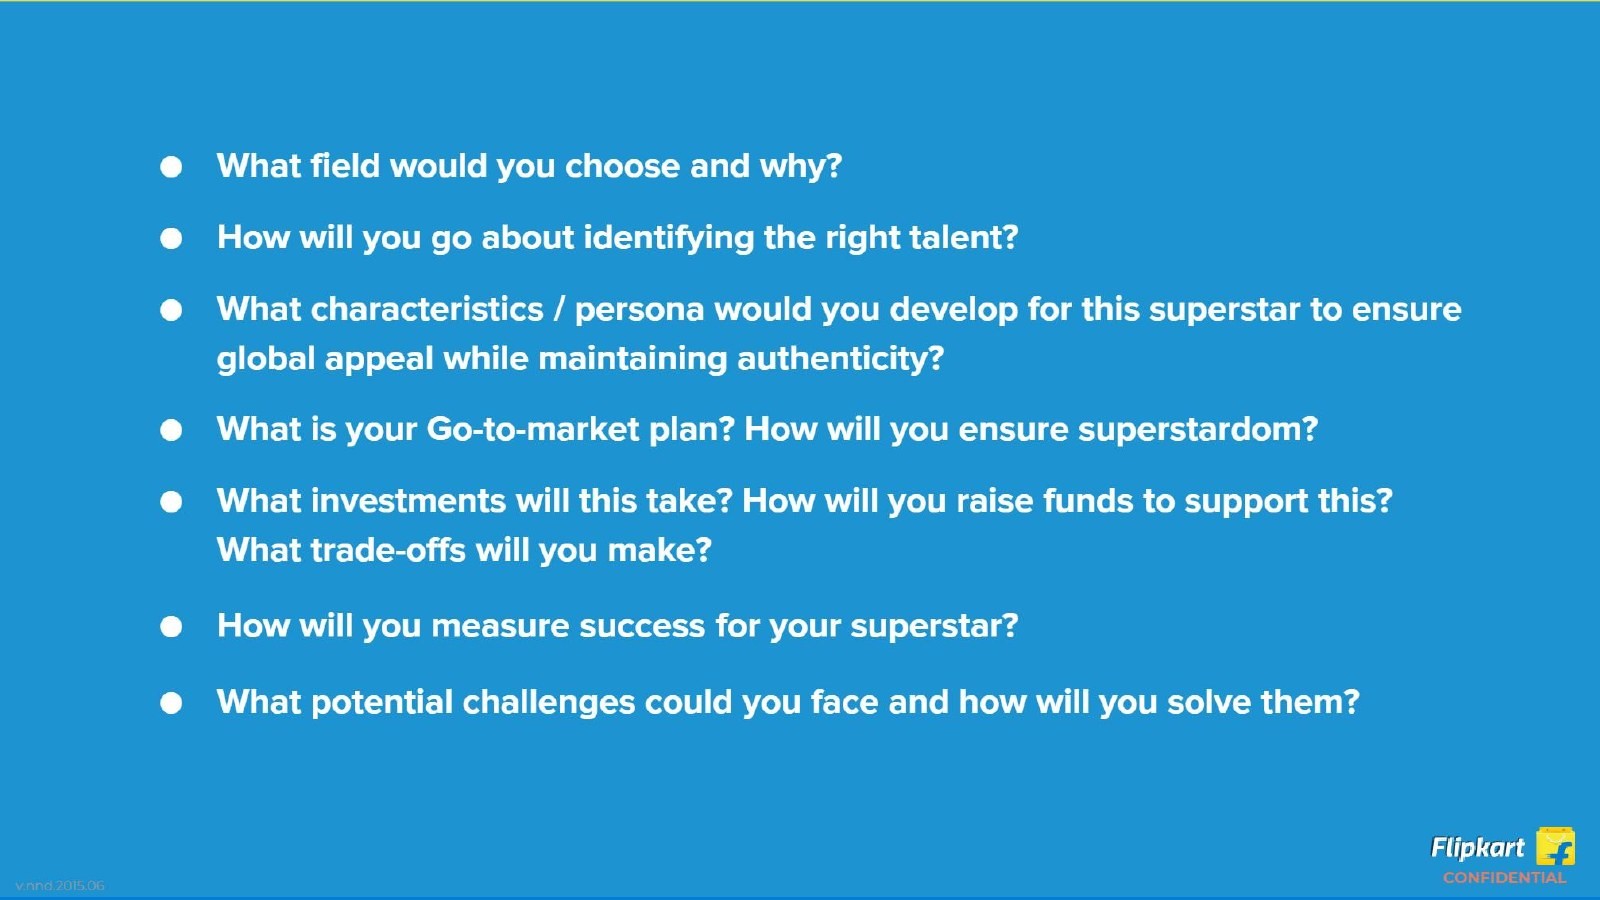 ● What field would you choose and why?
● How will you go about identifying the right talent?
● What characteristics / persona would you develop for this superstar to ensure
global appeal while maintaining authenticity?
● What is your Go-to-market plan? How will you ensure superstardom?
● What investments will this take? How will you raise funds to support this?
What trade-offs will you make?
● How will you measure success for your superstar?
● What potential challenges could you face and how will you solve them?
Flipkart
CONFIDENTIAL
v.nnd.2015.06